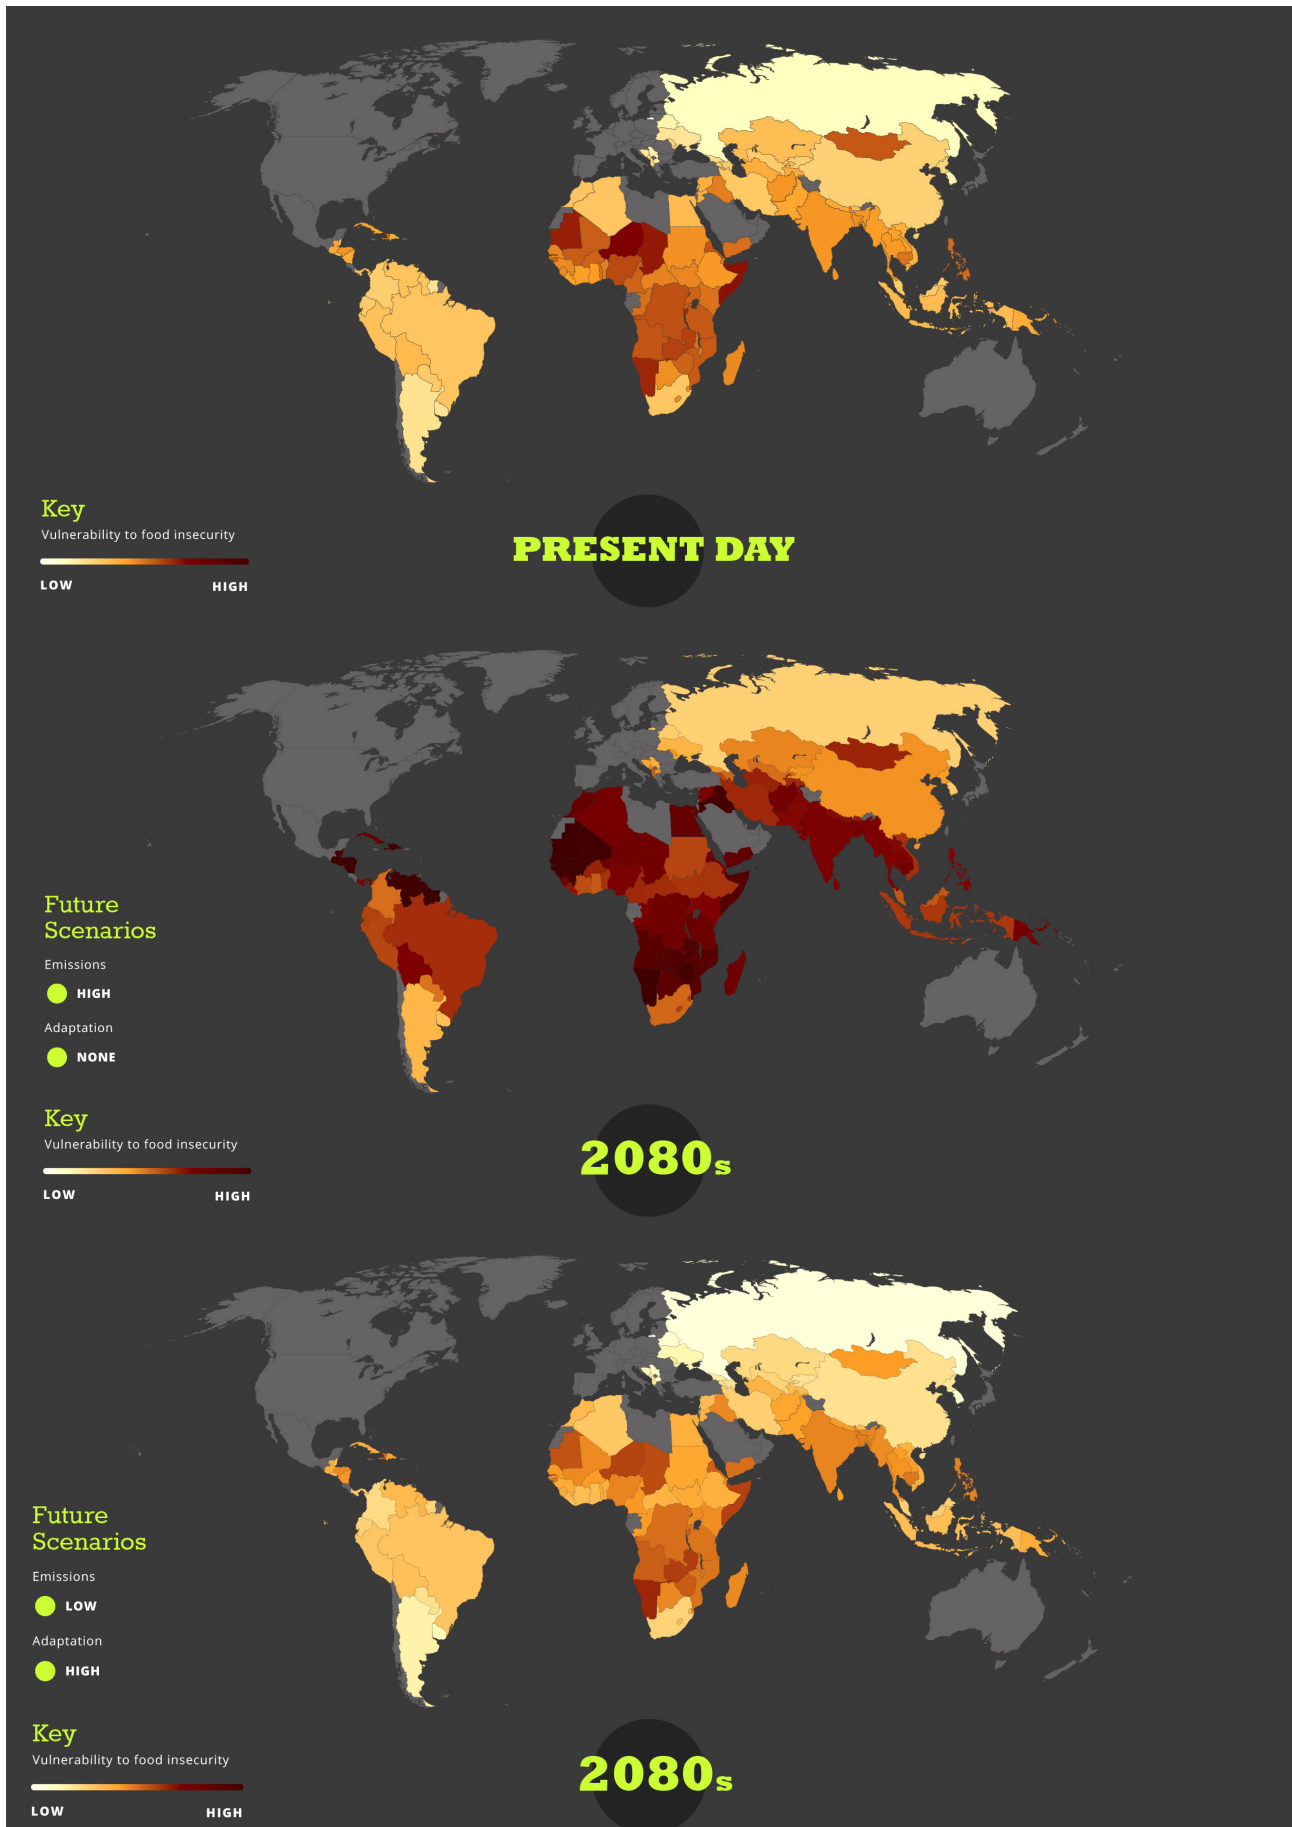 Key
Vulnerability to food insecurity
LOW HIGH
PRESENT DAY
Future
Scenarios
Emissions
HIGH
Adaptation
NONE
Key
Vulnerability to food insecurity
LOW HIGH
2080s
Future
Scenarios
Emissions
LOW
Adaptation
HIGH
Key
Vulnerability to food insecurity
LOW HIGH
2080s